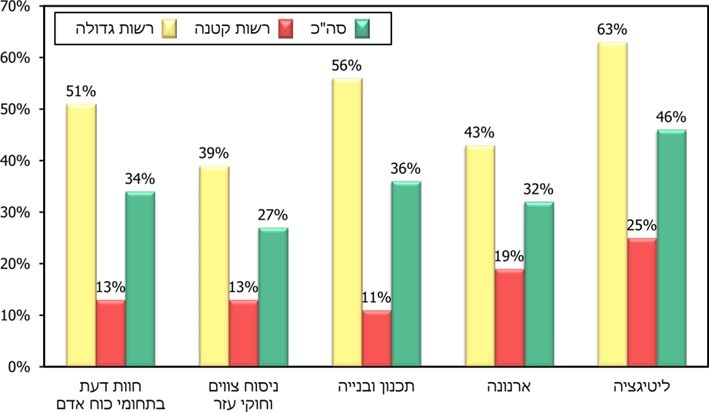 70%
60%
50%
40%
30%
20%
10%
0%
רשות גדולה
רשות קטנה
סה"כ
51%
13%
34%
39%
13%
27%
56%
11%
36%
43%
19%
32%
63%
25%
46%
חוות דעת
בתחומי כוח אדם
ניסוח צווים
וחוקי עזר
תכנון ובנייה
ארנונה
ליטיגציה